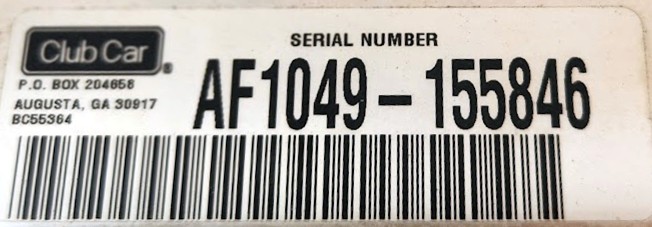 Club Car®
SERIAL NUMBER
P.O. BOX 204658
AUGUSTA, GA 30917
BC55364
AF1049-155846